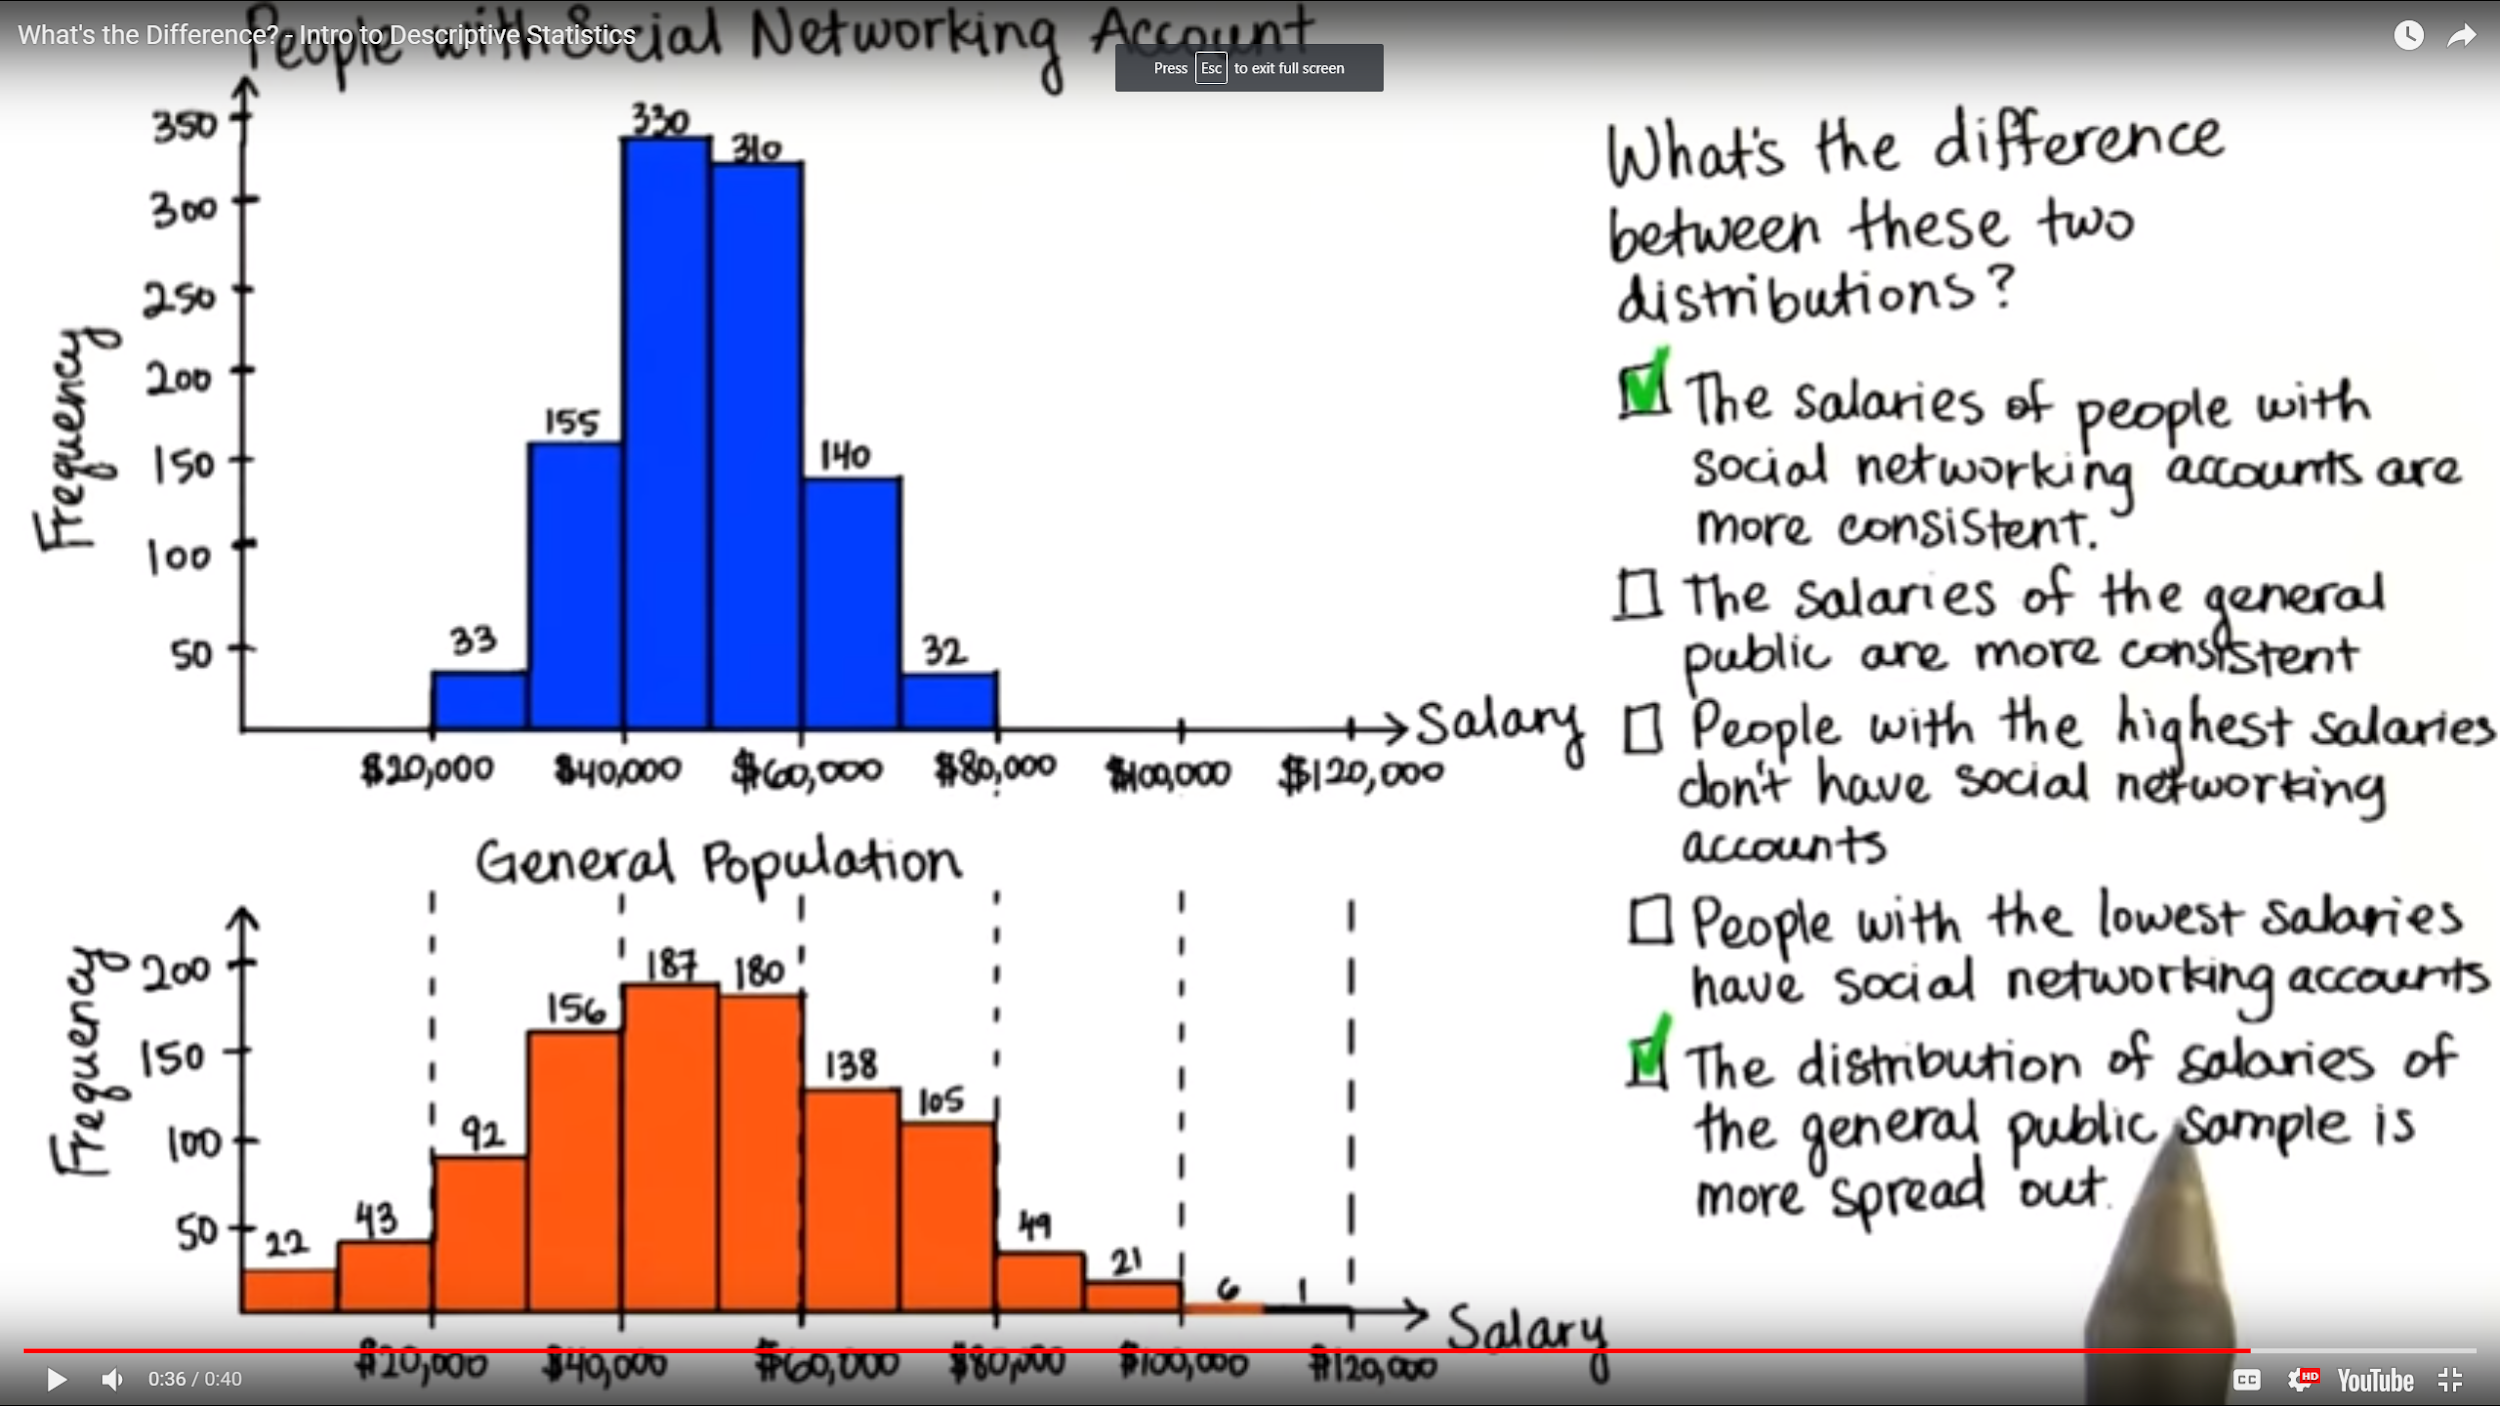 What's the Difference? - Intro to Descriptive Statistics
People with Social Networking Account
Press Esc to exit full screen
Frequency
350
300
250
200
150
100
50
33
155
330
310
140
32
$20,000 $40,000 $60,000 $80,000 $100,000 $120,000
Salary
General Population
Frequency
200
150
100
50
22
43
92
156
187
180
138
105
49
21
6
1
$20,000 $40,000 $60,000 $80,000 $100,000 $120,000
Salary
What's the difference
between these two
distributions?
The salaries of people with
social networking accounts are
more consistent.
The salaries of the general
public are more consistent
People with the highest salaries
don't have social networking
accounts
People with the lowest salaries
have social networking accounts
The distribution of salaries of
the general public sample is
more spread out.
0:36 / 0:40
CC
HD
YouTube